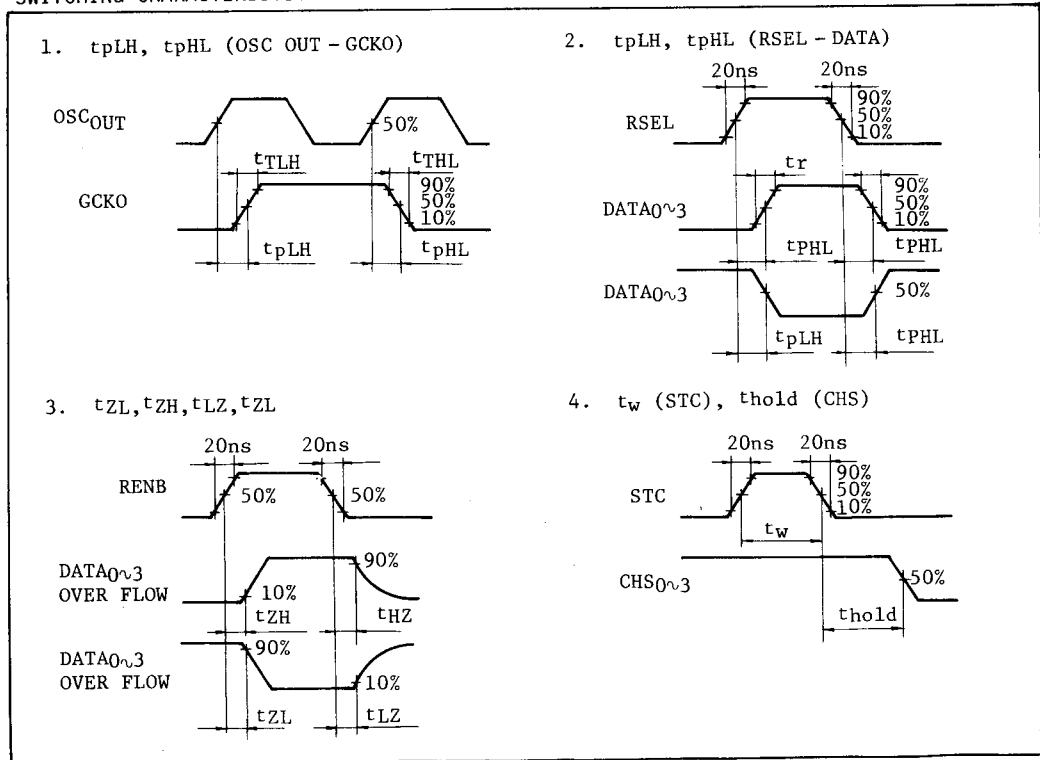 1. tpLH, tpHL (OSC OUT - GCKO)
OSCOUT
50%
tTLH
tTHL
GCKO
90%
50%
10%
tpLH
tpHL
2. tpLH, tpHL (RSEL - DATA)
20ns
20ns
RSEL
90%
50%
10%
tr
DATA0~3
90%
50%
10%
tPHL
tPHL
DATA0~3
50%
tpLH
tPHL
3. tZL, tZH, tLZ, tZL
20ns
20ns
RENB
50%
50%
DATA0~3
OVER FLOW
10%
90%
tZH
tHZ
DATA0~3
OVER FLOW
90%
10%
tZL
tLZ
4. tw (STC), thold (CHS)
20ns
20ns
STC
90%
50%
10%
tw
CHS0~3
50%
thold